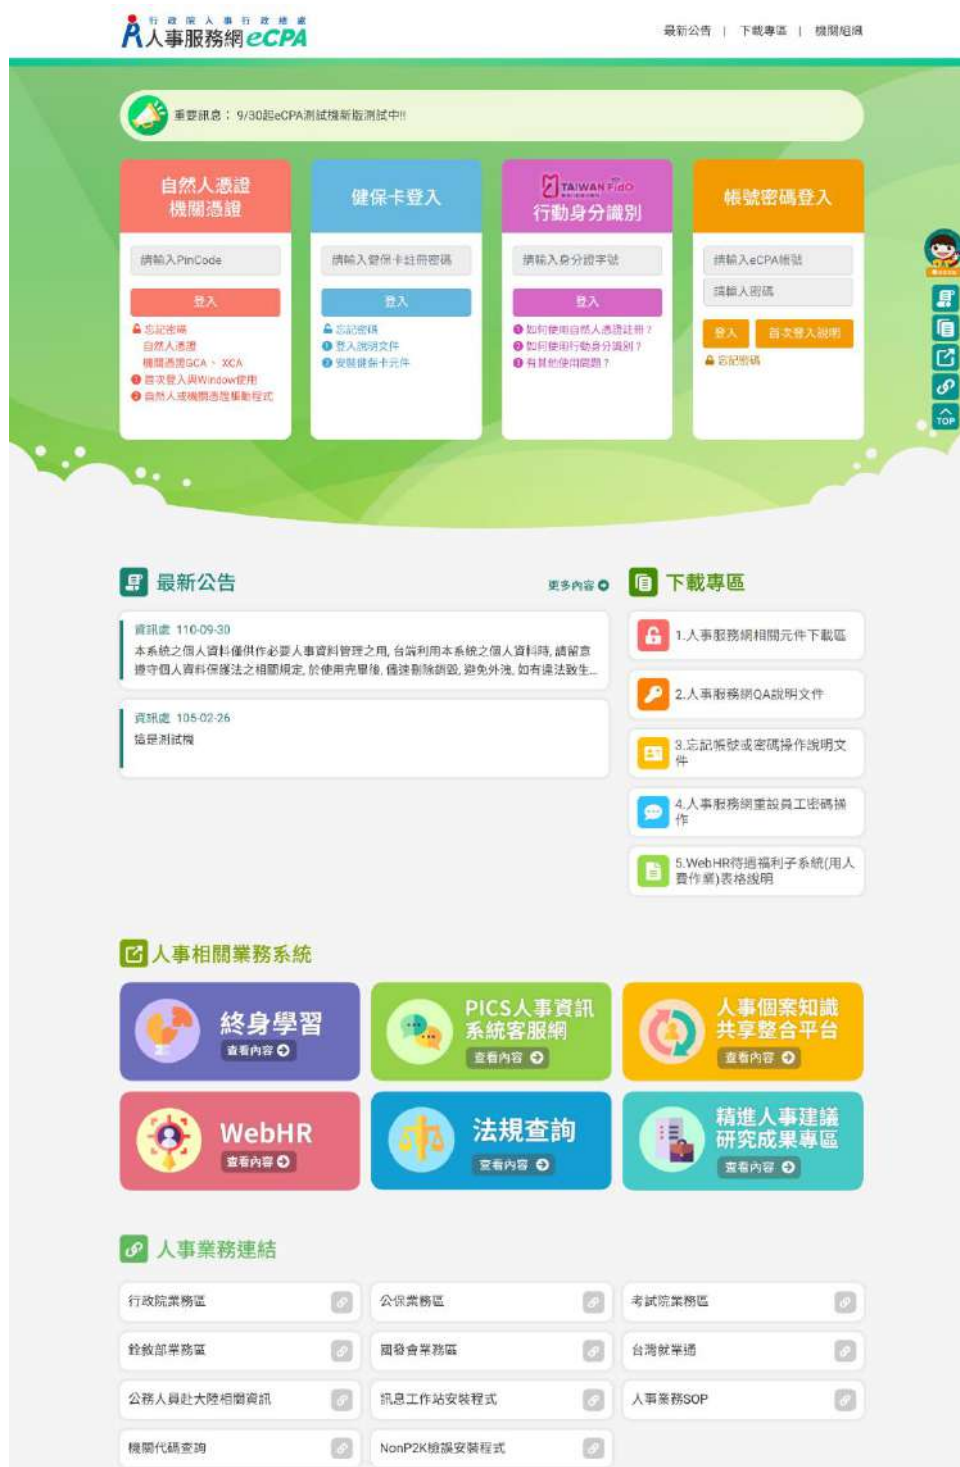 行政院人事行政總處
人事服務網eCPA
最新公告 | 下載專區 | 機關組織
重要訊息：9/30起eCPA測試機新版測試中!!
自然人憑證
機關憑證
請輸入PinCode
登入
忘記密碼
自然人憑證
機關憑證GCA、XCA
1 首次登入與Window使用
2 自然人或機關憑證驅動程式
健保卡登入
請輸入健保卡註冊密碼
登入
忘記密碼
1 登入說明文件
2 安裝健保卡元件
TAIWAN FidO
行動身分識別
請輸入身分證字號
登入
1 如何使用自然人憑證註冊？
2 如何使用行動身分識別？
3 有其他使用問題？
帳號密碼登入
請輸入eCPA帳號
請輸入密碼
登入 首次登入說明
忘記密碼
TOP
最新公告
更多內容
資訊處 110-09-30
本系統之個人資料僅供作必要人事資料管理之用, 台端利用本系統之個人資料時, 請留意
遵守個人資料保護法之相關規定, 於使用完畢後, 儘速刪除銷毀, 避免外洩, 如有違法致生...
資訊處 105-02-26
這是測試機
下載專區
1.人事服務網相關元件下載區
2.人事服務網QA說明文件
3.忘記帳號或密碼操作說明文
件
4.人事服務網重設員工密碼操
作
5.WebHR待遇福利子系統(用人
費作業)表格說明
人事相關業務系統
終身學習
查看內容
PICS人事資訊
系統客服網
查看內容
人事個案知識
共享整合平台
查看內容
WebHR
查看內容
法規查詢
查看內容
精進人事建議
研究成果專區
查看內容
人事業務連結
行政院業務區
公保業務區
考試院業務區
銓敘部業務區
國發會業務區
台灣就業通
公務人員赴大陸相關資訊
訊息工作站安裝程式
人事業務SOP
機關代碼查詢
NonP2K檢誤安裝程式